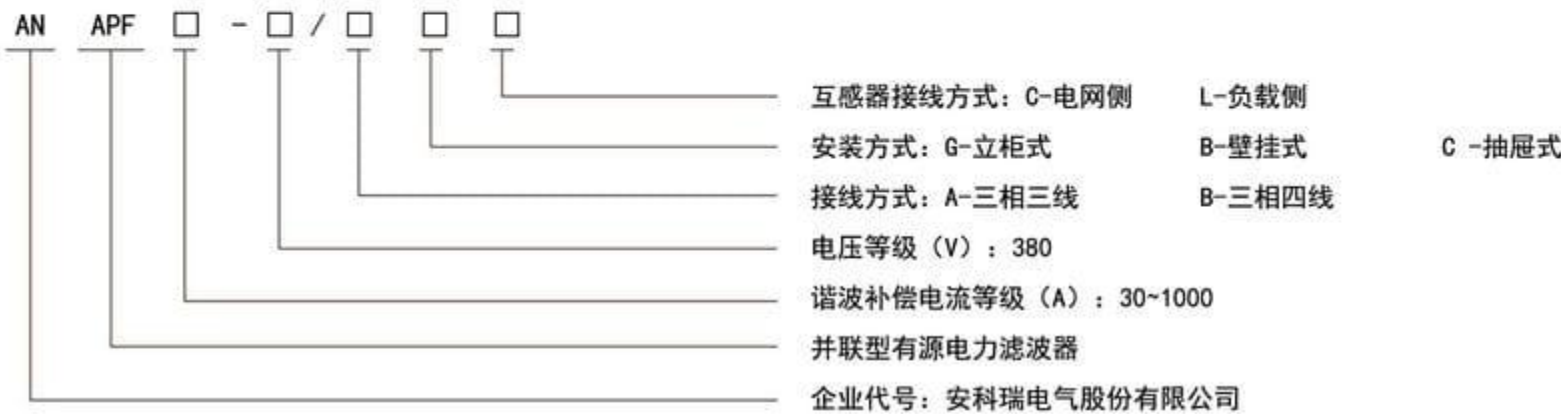 AN APF □ - □ / □ □ □
互感器接线方式：C-电网侧 L-负载侧
安装方式：G-立柜式 B-壁挂式 C -抽屉式
接线方式：A-三相三线 B-三相四线
电压等级（V）：380
谐波补偿电流等级（A）：30~1000
并联型有源电力滤波器
企业代号：安科瑞电气股份有限公司